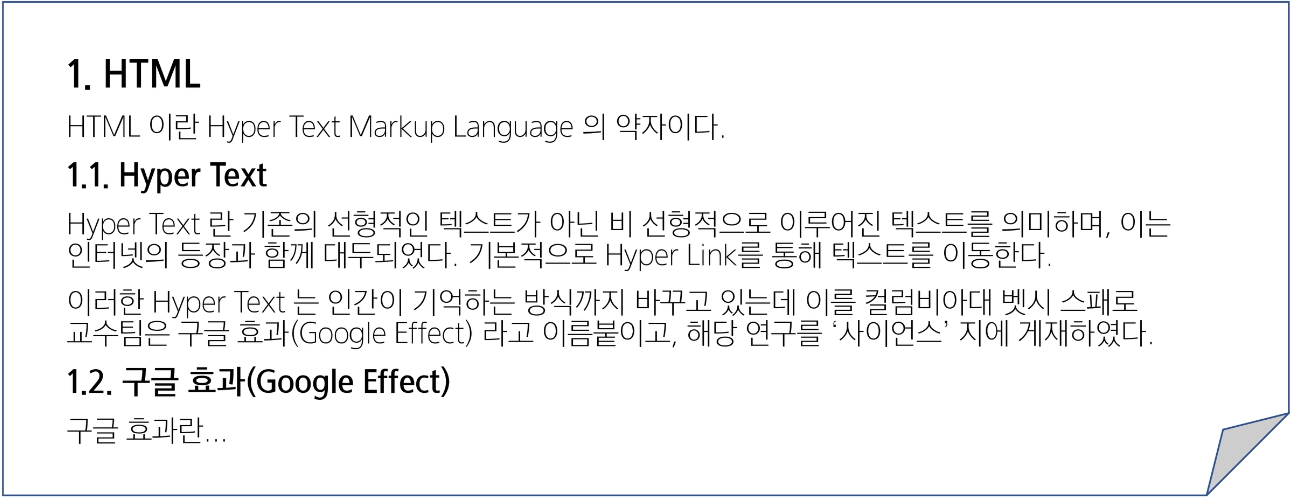 1. HTML
HTML 이란 Hyper Text Markup Language 의 약자이다.
1.1. Hyper Text
Hyper Text 란 기존의 선형적인 텍스트가 아닌 비 선형적으로 이루어진 텍스트를 의미하며, 이는
인터넷의 등장과 함께 대두되었다. 기본적으로 Hyper Link를 통해 텍스트를 이동한다.
이러한 Hyper Text 는 인간이 기억하는 방식까지 바꾸고 있는데 이를 컬럼비아대 벳시 스패로
교수팀은 구글 효과(Google Effect) 라고 이름붙이고, 해당 연구를 ‘사이언스’ 지에 게재하였다.
1.2. 구글 효과(Google Effect)
구글 효과란...